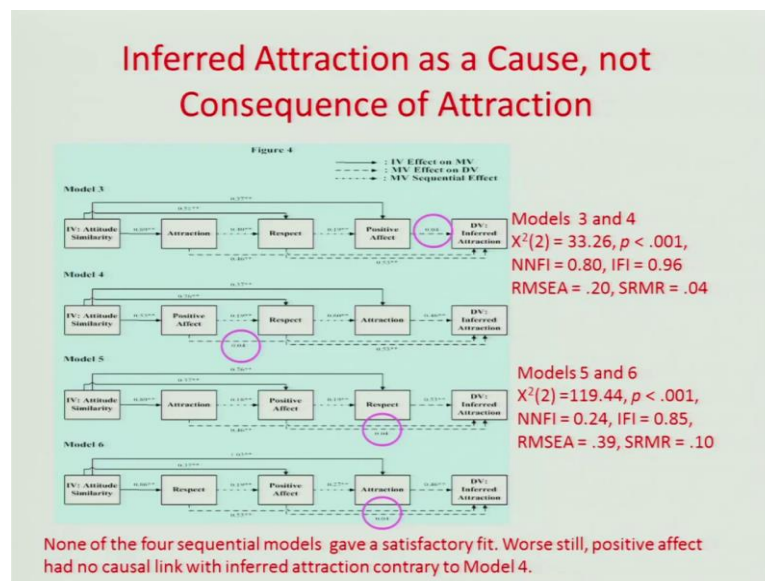 Inferred Attraction as a Cause, not
Consequence of Attraction
Figure 4
: IV Effect on MV
: MV Effect on DV
: MV Sequential Effect
Model 3
IV: Attitude
Similarity
Attraction
Respect
Positive
Affect
DV:
Inferred
Attraction
Models 3 and 4
X²(2) = 33.26, p < .001,
NNFI = 0.80, IFI = 0.96
RMSEA = .20, SRMR = .04
Model 4
IV: Attitude
Similarity
Positive
Affect
Respect
Attraction
DV:
Inferred
Attraction
Model 5
IV: Attitude
Similarity
Attraction
Positive
Affect
Respect
DV:
Inferred
Attraction
Models 5 and 6
X²(2) =119.44, p < .001,
NNFI = 0.24, IFI = 0.85,
RMSEA = .39, SRMR = .10
Model 6
IV: Attitude
Similarity
Respect
Positive
Affect
Attraction
DV:
Inferred
Attraction
None of the four sequential models gave a satisfactory fit. Worse still, positive affect
had no causal link with inferred attraction contrary to Model 4.